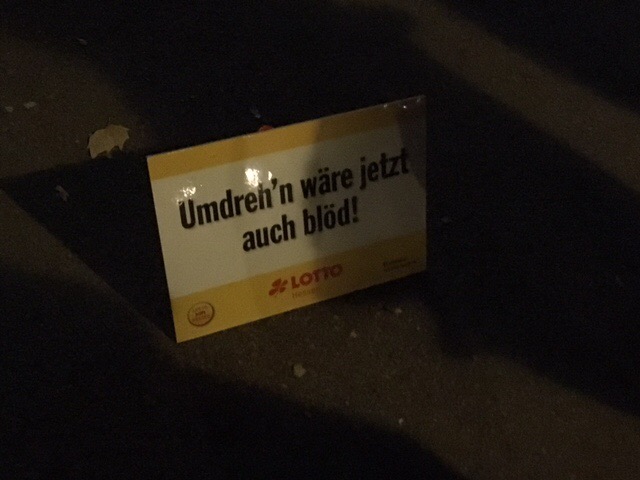 Umdreh'n wäre jetzt
auch blöd!
LOTTO